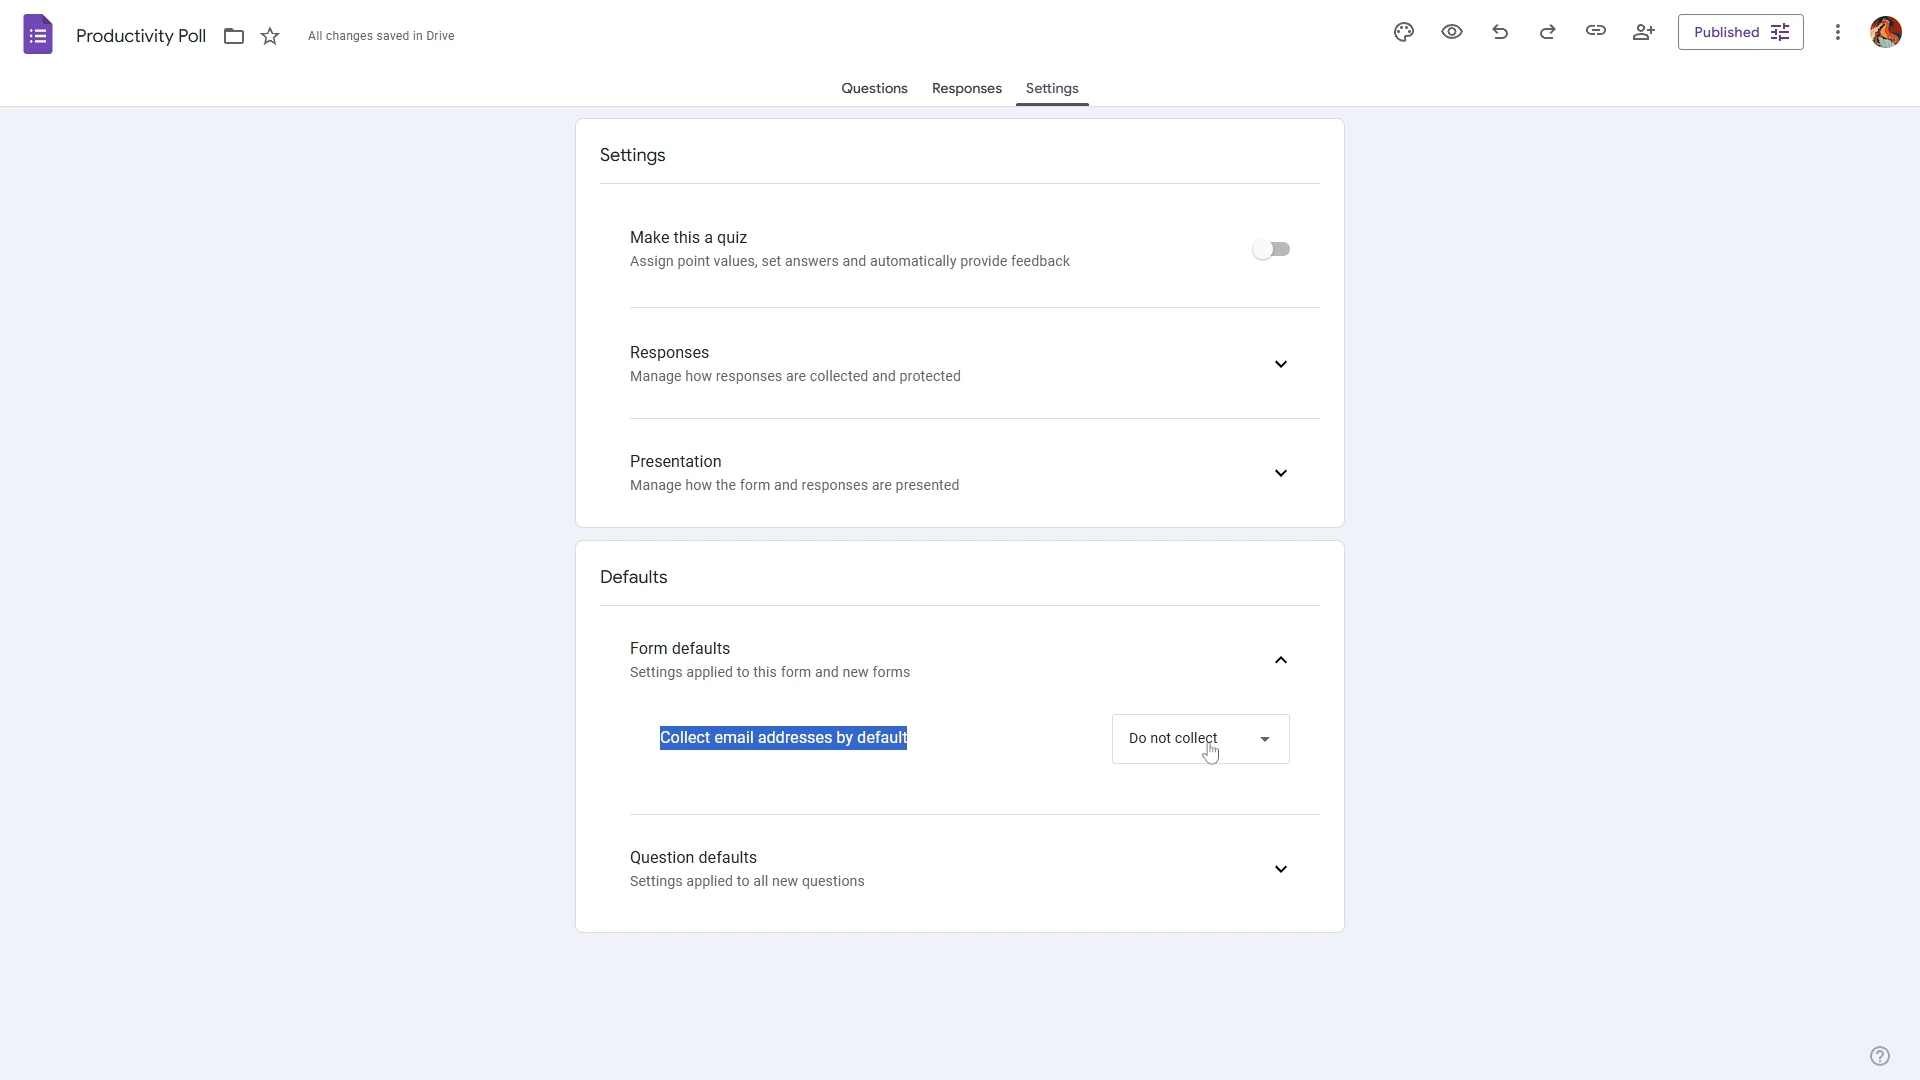 Productivity Poll
All changes saved in Drive
Published
Questions
Responses
Settings
Settings
Make this a quiz
Assign point values, set answers and automatically provide feedback
Responses
Manage how responses are collected and protected
Presentation
Manage how the form and responses are presented
Defaults
Form defaults
Settings applied to this form and new forms
Collect email addresses by default
Do not collect
Question defaults
Settings applied to all new questions